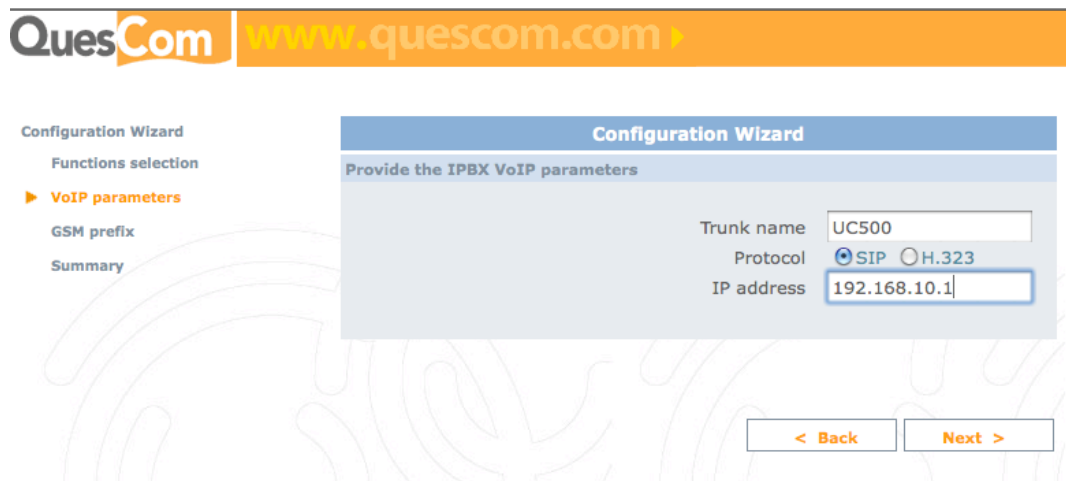 QuesCom www.quescom.com
Configuration Wizard
Functions selection
VoIP parameters
GSM prefix
Summary
Configuration Wizard
Provide the IPBX VoIP parameters
Trunk name UC500
Protocol SIP H.323
IP address 192.168.10.1
< Back Next >